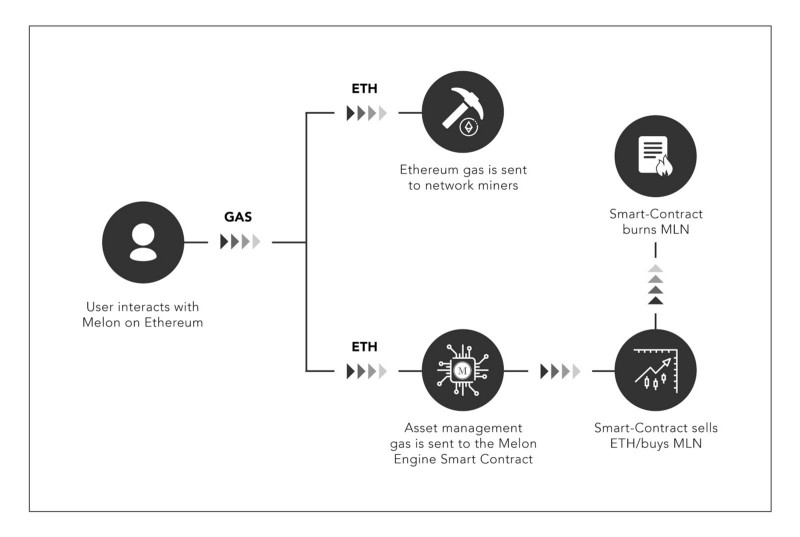 ETH
Ethereum gas is sent
to network miners
GAS
User interacts with
Melon on Ethereum
ETH
M
Asset management
gas is sent to the Melon
Engine Smart Contract
Smart-Contract sells
ETH/buys MLN
Smart-Contract
burns MLN